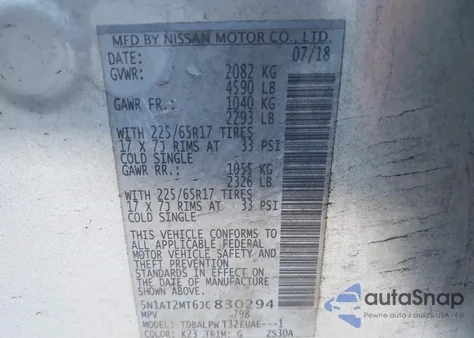 MFD BY NISSAN MOTOR CO., LTD.
DATE: 07/18
GVWR: 2082 KG
4590 LB
GAWR FR.: 1040 KG
2293 LB
WITH 225/65R17 TIRES
17 X 7J RIMS AT 33 PSI
COLD SINGLE
GAWR RR.: 1055 KG
2326 LB
WITH 225/65R17 TIRES
17 X 7J RIMS AT 33 PSI
COLD SINGLE
THIS VEHICLE CONFORMS TO
ALL APPLICABLE FEDERAL
MOTOR VEHICLE SAFETY AND
THEFT PREVENTION STANDARDS
IN EFFECT ON THE DATE OF
MANUFACTURE SHOWN ABOVE.
5N1AT2MT6JC830294
MPV 798
MODEL: TDBALPWT32EUAE---1
COLOR: K23 TRIM: G ZS30A
autoSnap